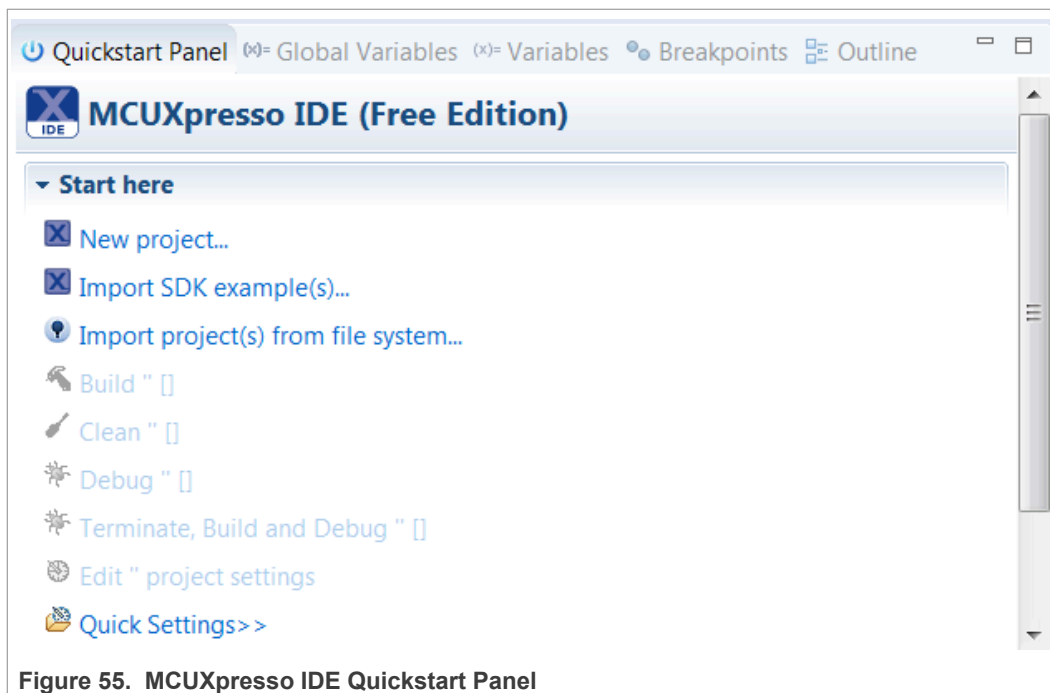 Quickstart Panel (x)= Global Variables (x)= Variables Breakpoints Outline
IDE MCUXpresso IDE (Free Edition)
Start here
New project...
Import SDK example(s)...
Import project(s) from file system...
Build '' []
Clean '' []
Debug '' []
Terminate, Build and Debug '' []
Edit '' project settings
Quick Settings>>
Figure 55. MCUXpresso IDE Quickstart Panel